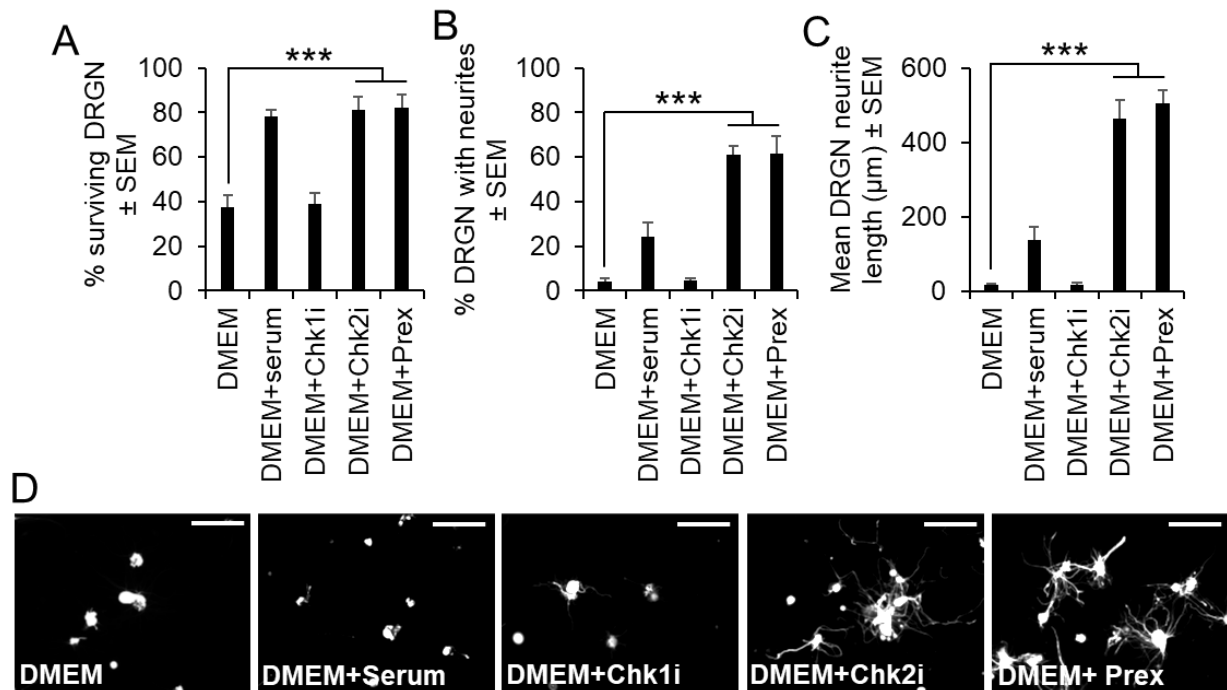 A
% surviving DRGN
± SEM
***
100
80
60
40
20
0
DMEM
DMEM+serum
DMEM+Chk1i
DMEM+Chk2i
DMEM+Prex
B
% DRGN with neurites
± SEM
***
100
80
60
40
20
0
DMEM
DMEM+serum
DMEM+Chk1i
DMEM+Chk2i
DMEM+Prex
C
Mean DRGN neurite
length (µm) ± SEM
***
600
400
200
0
DMEM
DMEM+serum
DMEM+Chk1i
DMEM+Chk2i
DMEM+Prex
D
DMEM
DMEM+Serum
DMEM+Chk1i
DMEM+Chk2i
DMEM+ Prex